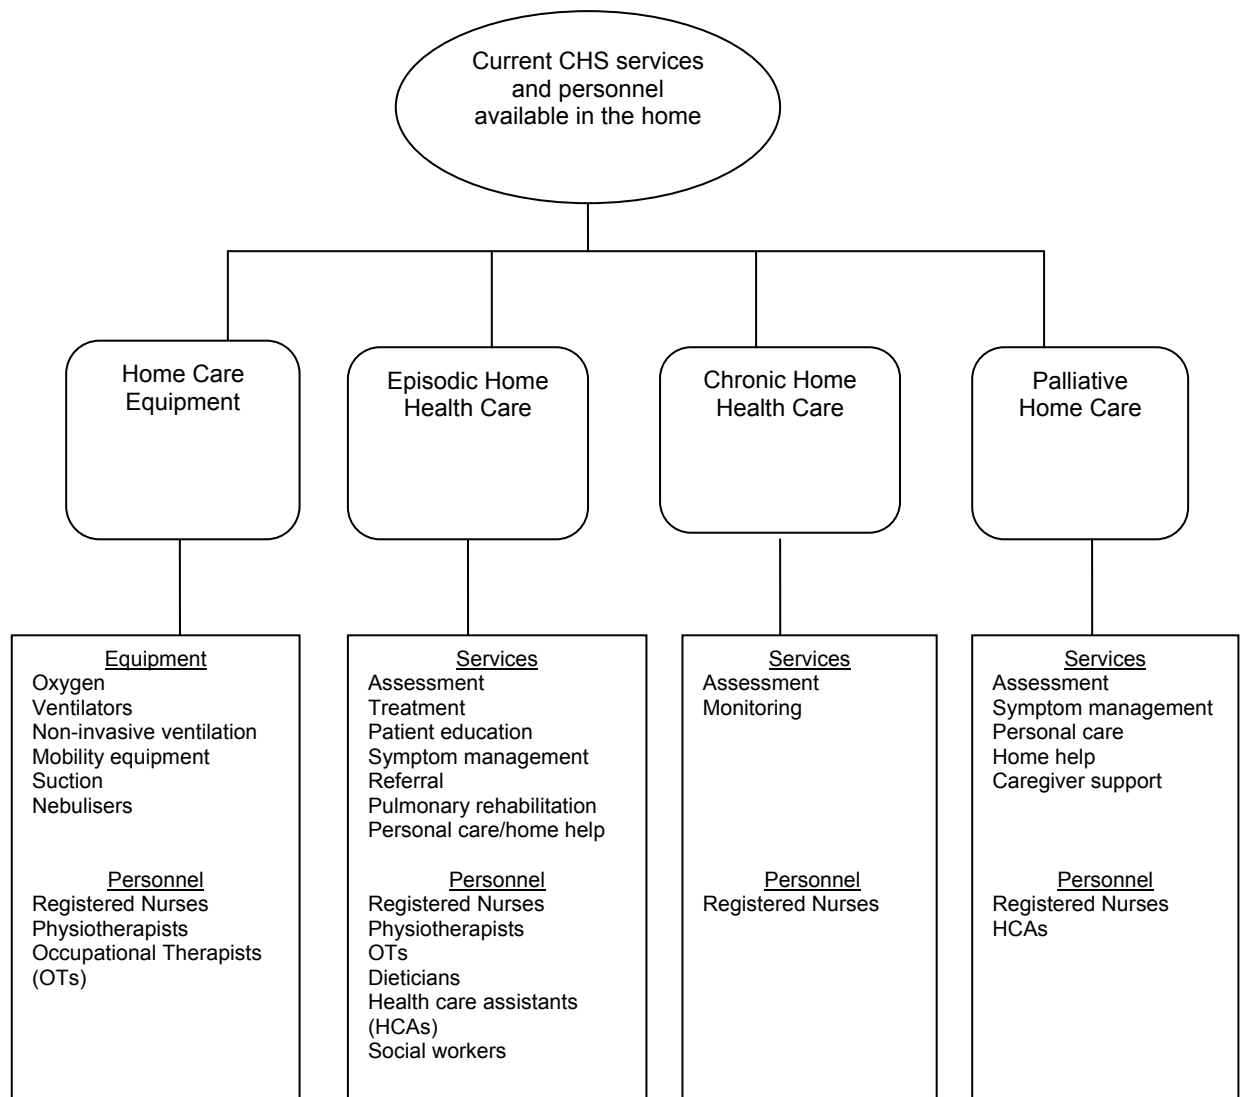 Current CHS services
and personnel
available in the home
Home Care
Equipment
Episodic Home
Health Care
Chronic Home
Health Care
Palliative
Home Care
Equipment
Oxygen
Ventilators
Non-invasive ventilation
Mobility equipment
Suction
Nebulisers
Personnel
Registered Nurses
Physiotherapists
Occupational Therapists
(OTs)
Services
Assessment
Treatment
Patient education
Symptom management
Referral
Pulmonary rehabilitation
Personal care/home help
Personnel
Registered Nurses
Physiotherapists
OTs
Dieticians
Health care assistants
(HCAs)
Social workers
Services
Assessment
Monitoring
Personnel
Registered Nurses
Services
Assessment
Symptom management
Personal care
Home help
Caregiver support
Personnel
Registered Nurses
HCAs